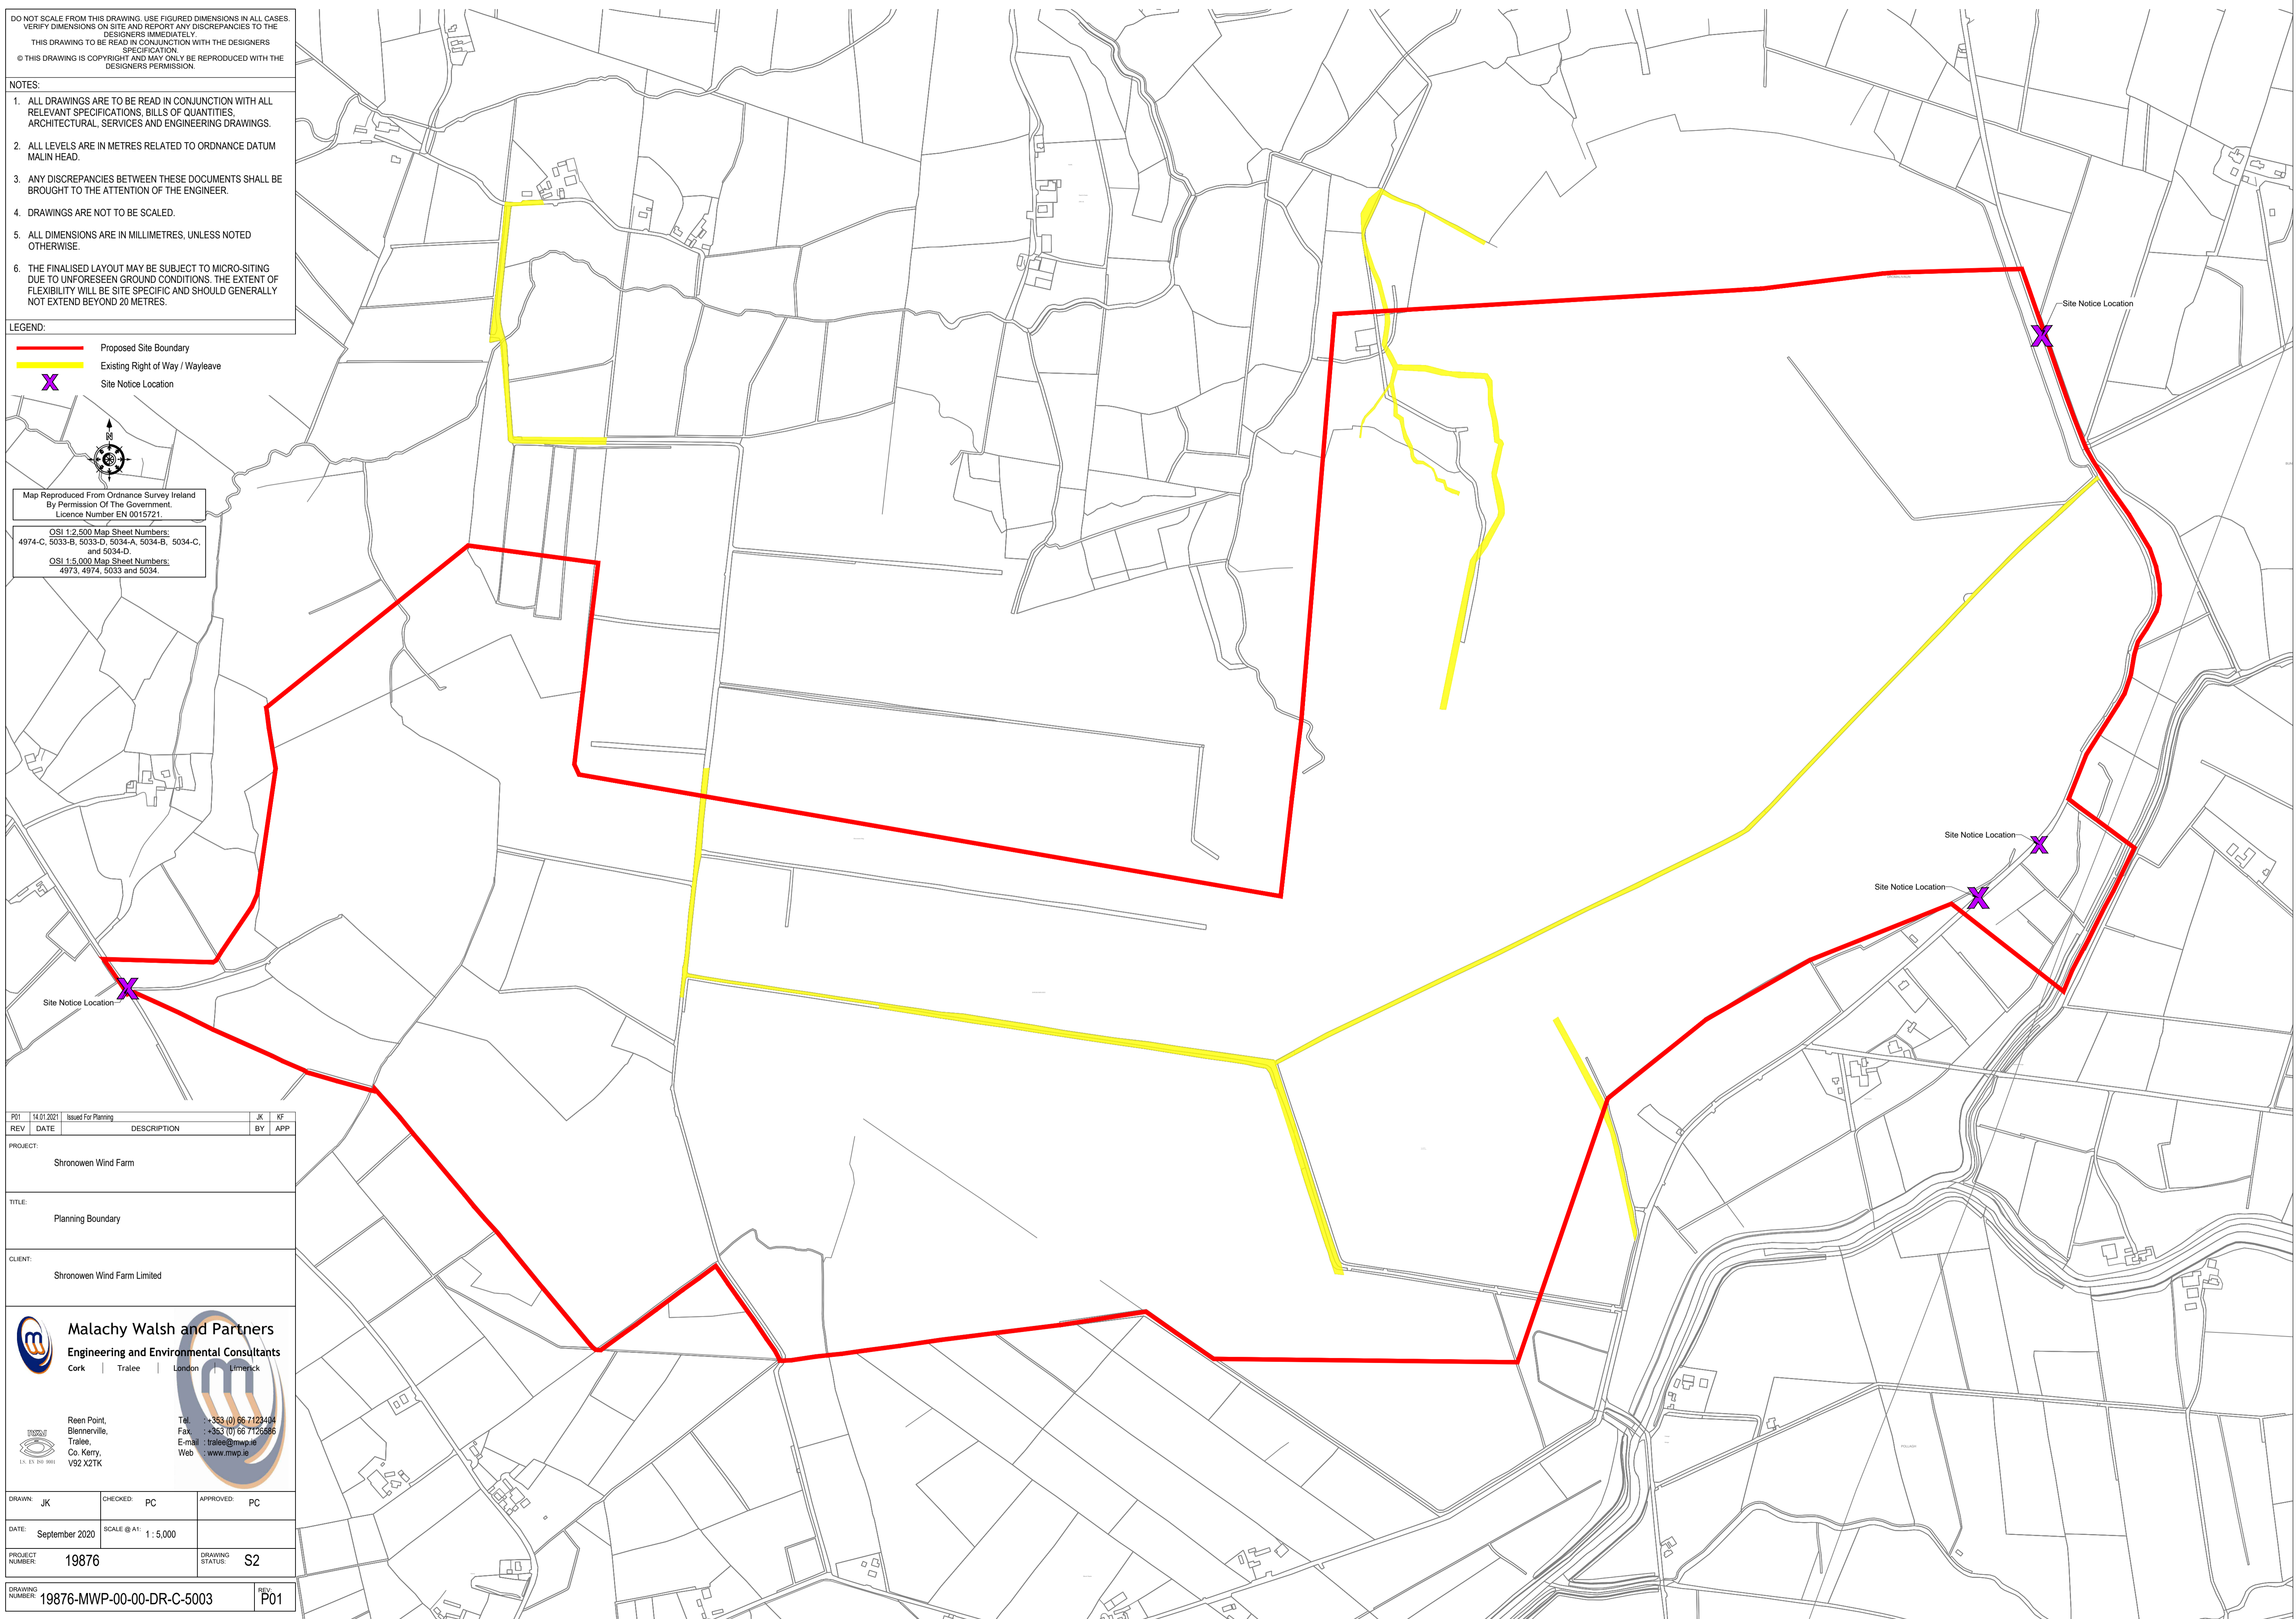 DO NOT SCALE FROM THIS DRAWING. USE FIGURED DIMENSIONS IN ALL CASES.
VERIFY DIMENSIONS ON SITE AND REPORT ANY DISCREPANCIES TO THE
DESIGNERS IMMEDIATELY.
THIS DRAWING TO BE READ IN CONJUNCTION WITH THE DESIGNERS
SPECIFICATION.
© THIS DRAWING IS COPYRIGHT AND MAY ONLY BE REPRODUCED WITH THE
DESIGNERS PERMISSION.
NOTES:
1. ALL DRAWINGS ARE TO BE READ IN CONJUNCTION WITH ALL
RELEVANT SPECIFICATIONS, BILLS OF QUANTITIES,
ARCHITECTURAL, SERVICES AND ENGINEERING DRAWINGS.
2. ALL LEVELS ARE IN METRES RELATED TO ORDNANCE DATUM
MALIN HEAD.
3. ANY DISCREPANCIES BETWEEN THESE DOCUMENTS SHALL BE
BROUGHT TO THE ATTENTION OF THE ENGINEER.
4. DRAWINGS ARE NOT TO BE SCALED.
5. ALL DIMENSIONS ARE IN MILLIMETRES, UNLESS NOTED
OTHERWISE.
6. THE FINALISED LAYOUT MAY BE SUBJECT TO MICRO-SITING
DUE TO UNFORESEEN GROUND CONDITIONS. THE EXTENT OF
FLEXIBILITY WILL BE SITE SPECIFIC AND SHOULD GENERALLY
NOT EXTEND BEYOND 20 METRES.
LEGEND:
Proposed Site Boundary
Existing Right of Way / Wayleave
X Site Notice Location
N
Map Reproduced From Ordnance Survey Ireland
By Permission Of The Government.
Licence Number EN 0015721.
OSI 1:2,500 Map Sheet Numbers:
4974-C, 5033-B, 5033-D, 5034-A, 5034-B, 5034-C,
and 5034-D.
OSI 1:5,000 Map Sheet Numbers:
4973, 4974, 5033 and 5034.
Site Notice Location
X
Site Notice Location
X
Site Notice Location
X
X
Site Notice Location
P01 14.01.2021 Issued For Planning JK KF
REV DATE DESCRIPTION BY APP
PROJECT:
Shronowen Wind Farm
TITLE:
Planning Boundary
CLIENT:
Shronowen Wind Farm Limited
Malachy Walsh and Partners
Engineering and Environmental Consultants
Cork | Tralee | London | Limerick
Reen Point,
Blennerville,
Tralee,
Co. Kerry,
V92 X2TK
Tel. : +353 (0) 66 7123404
Fax. : +353 (0) 66 7126586
E-mail : tralee@mwp.ie
Web : www.mwp.ie
I.S. EN ISO 9001
DRAWN: JK CHECKED: PC APPROVED: PC
DATE: September 2020 SCALE @ A1: 1 : 5,000
PROJECT NUMBER: 19876 DRAWING STATUS: S2
DRAWING NUMBER: 19876-MWP-00-00-DR-C-5003 REV: P01